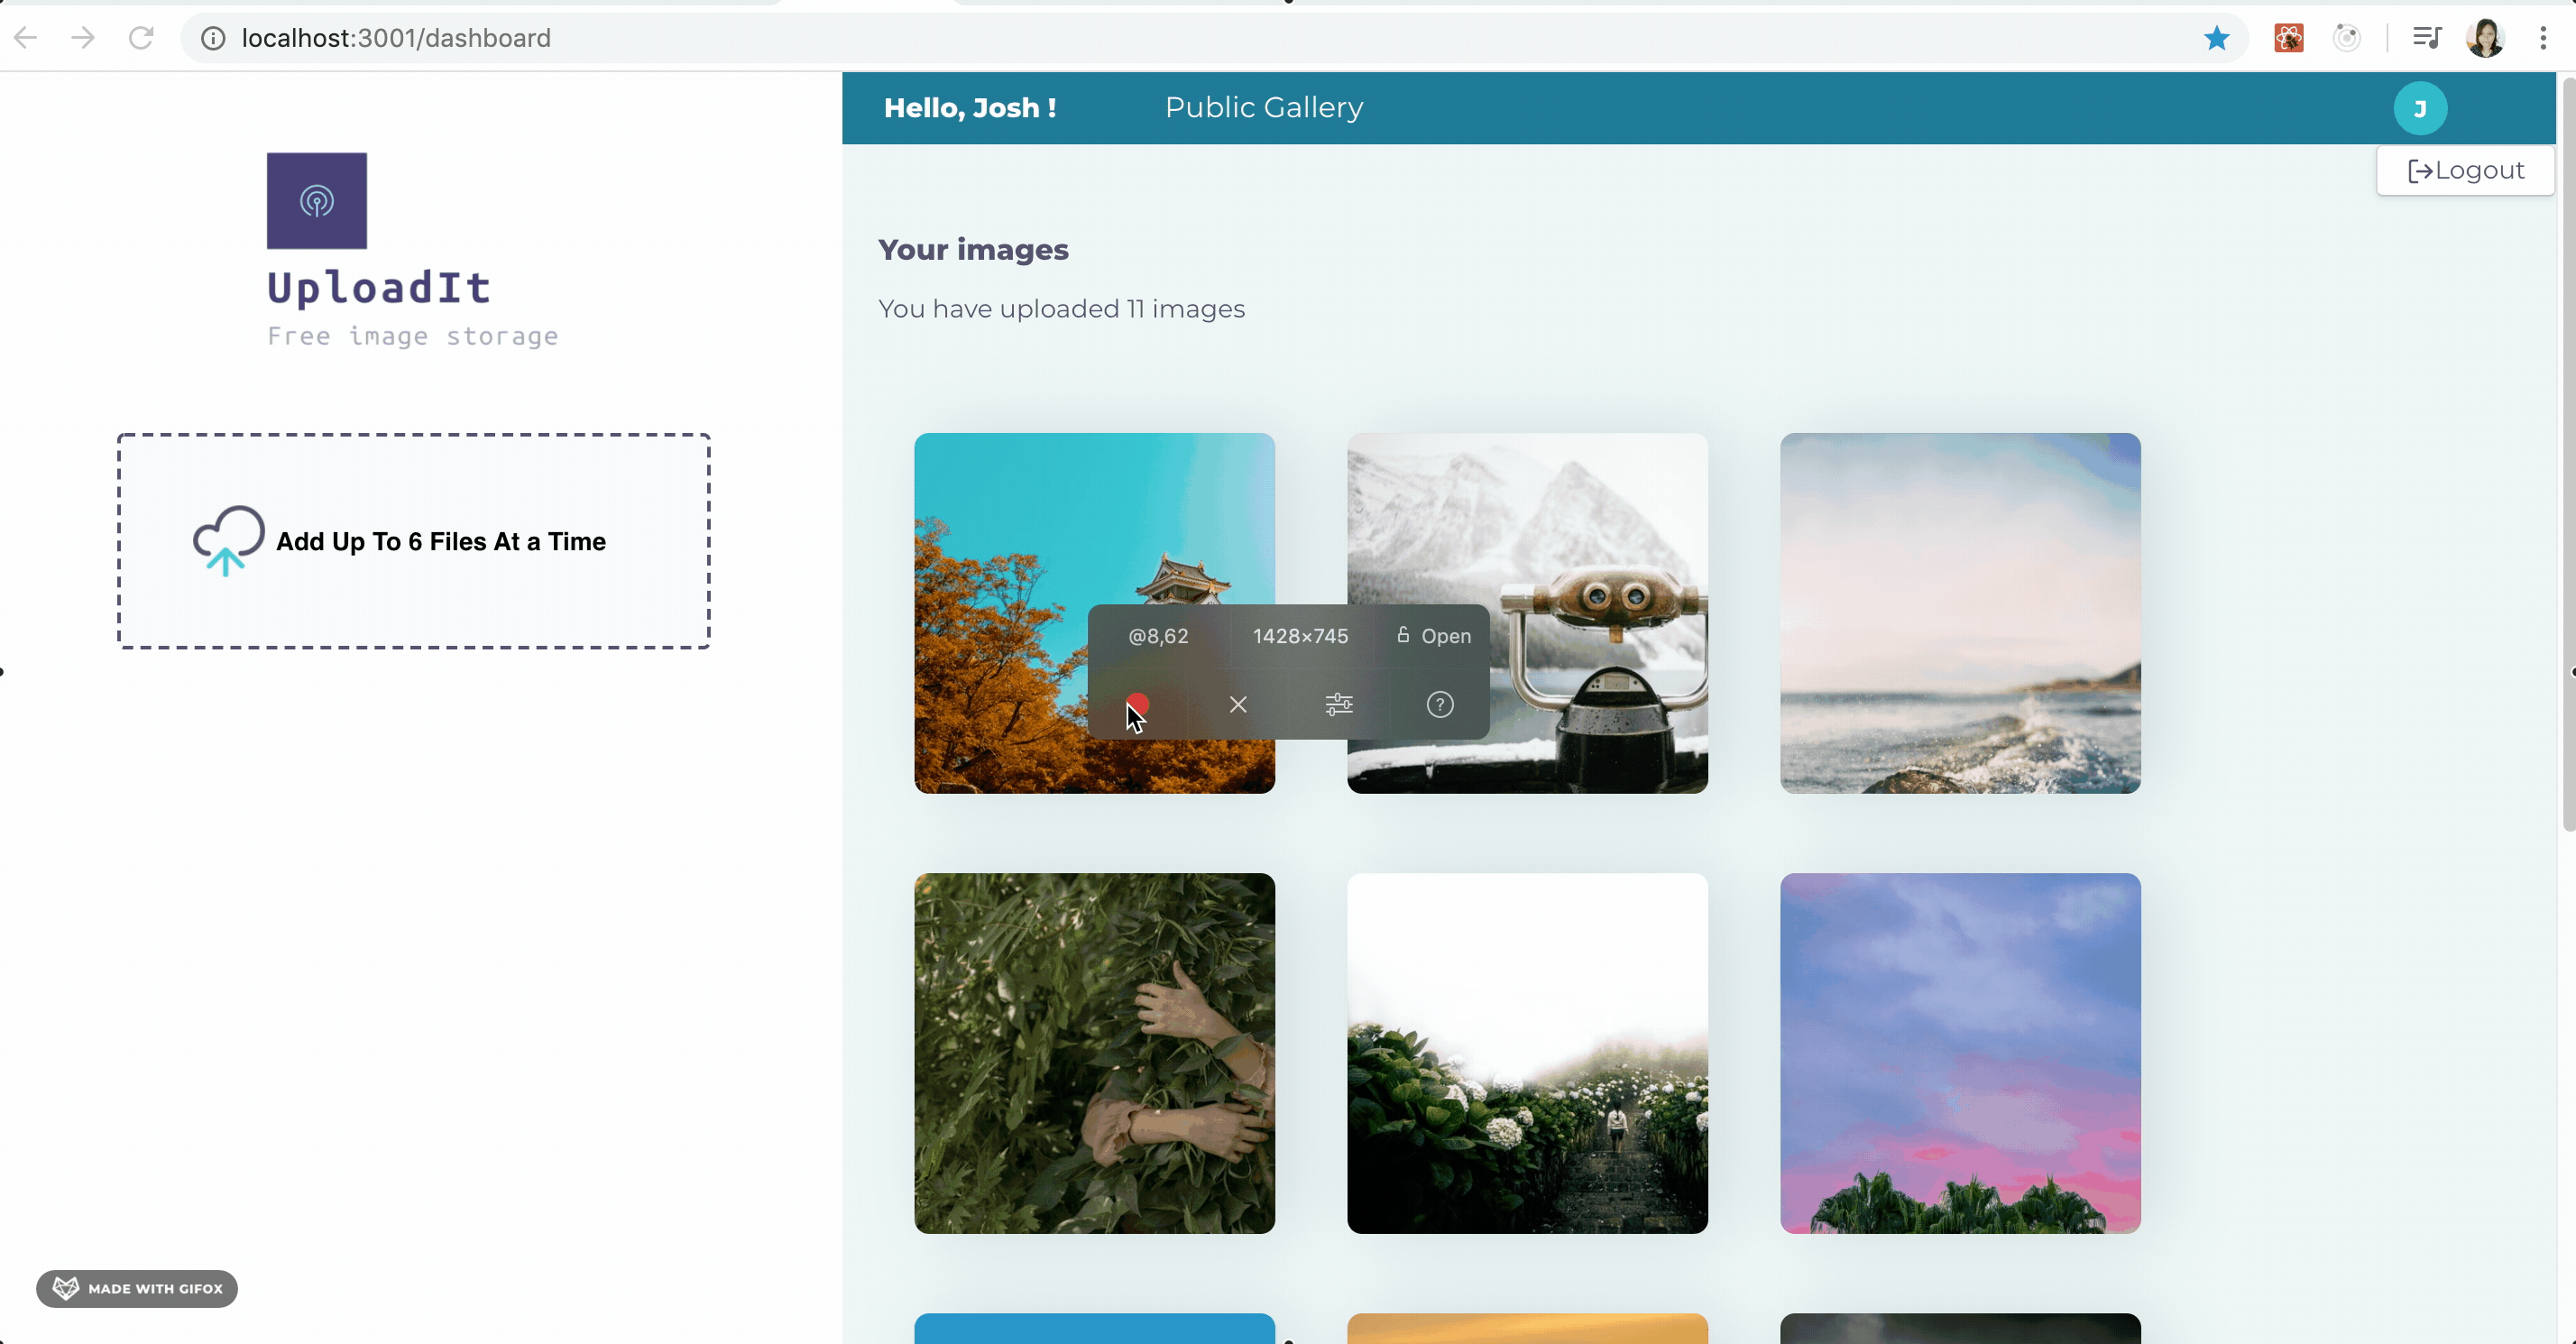 localhost:3001/dashboard
Hello, Josh !
Public Gallery
J
Logout
UploadIt
Free image storage
Add Up To 6 Files At a Time
Your images
You have uploaded 11 images
@8,62
1428×745
Open
?
MADE WITH GIFOX